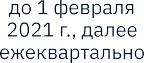 до 1 февраля
2021 г., далее
ежеквартально